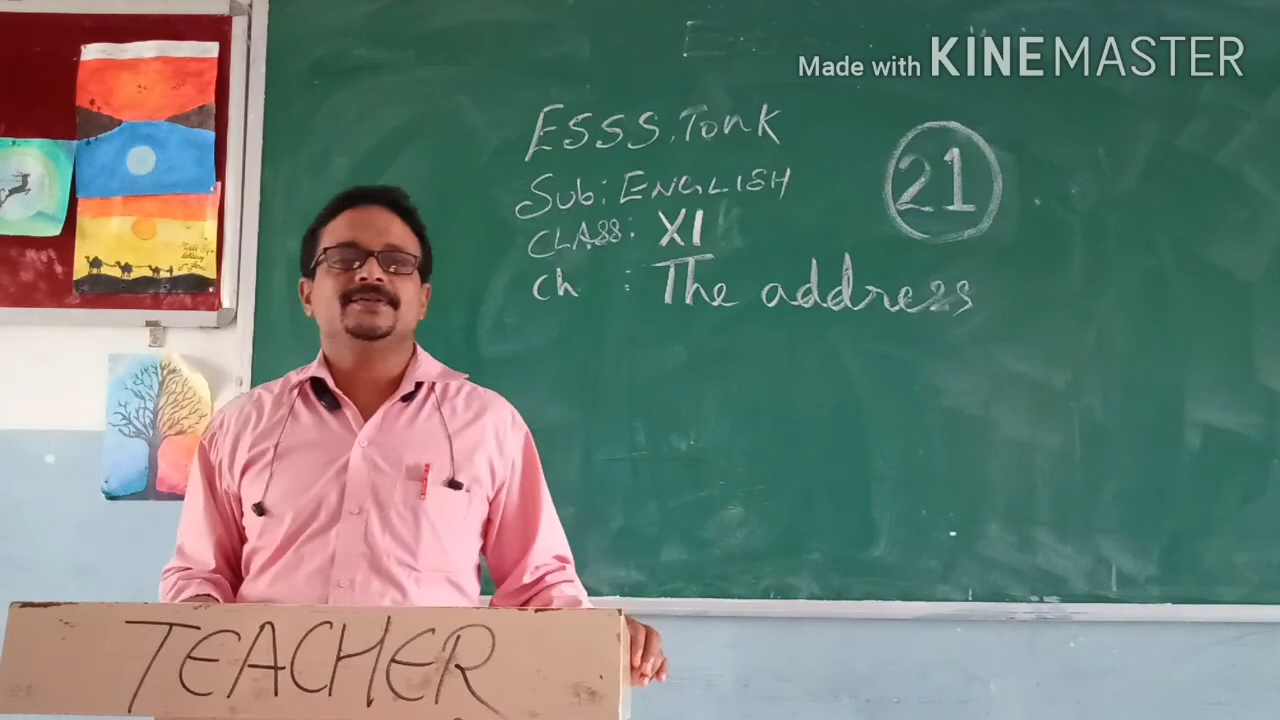 Made with KINEMASTER
ESSS, Tonk
Sub: ENGLISH
CLASS: XI
Ch : The address
21
TEACHER